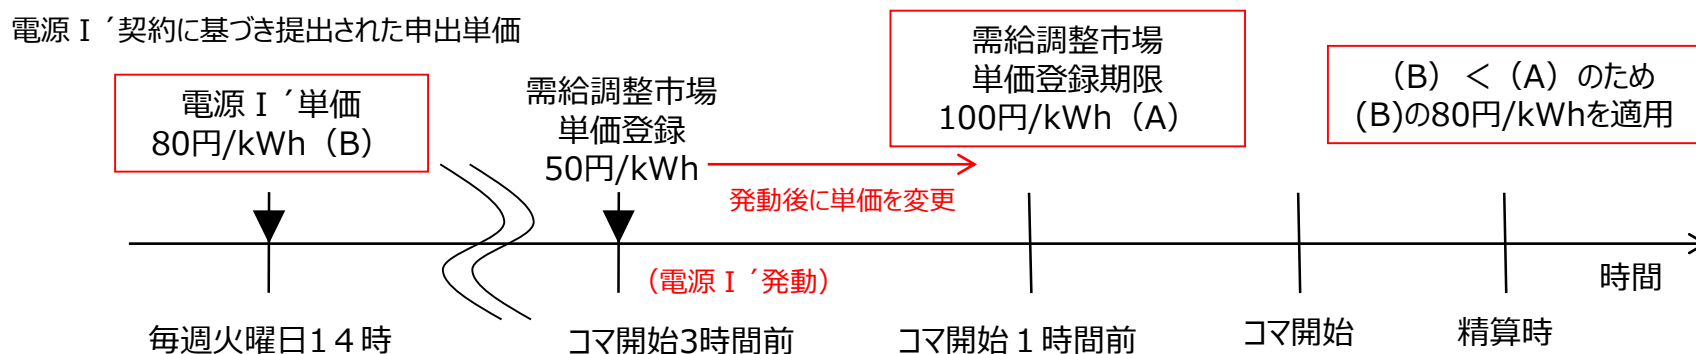 電源Ⅰ´契約に基づき提出された申出単価
電源Ⅰ´単価
80円/kWh（B）
需給調整市場
単価登録
50円/kWh
需給調整市場
単価登録期限
100円/kWh（A）
（B）＜（A）のため
(B)の80円/kWhを適用
発動後に単価を変更
（電源Ⅰ´発動）
時間
毎週火曜日14時
コマ開始3時間前
コマ開始１時間前
コマ開始
精算時